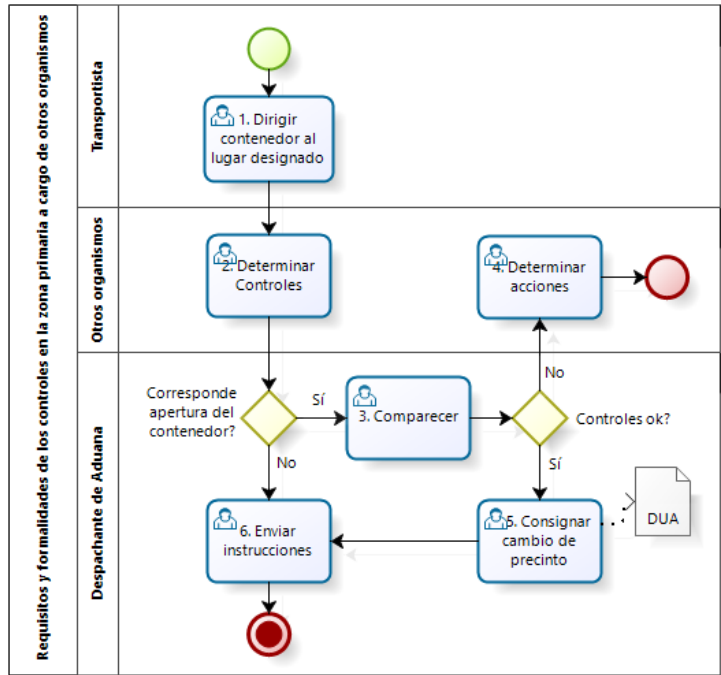 Requisitos y formalidades de los controles en la zona primaria a cargo de otros organismos
Transportista
1. Dirigir
contenedor al
lugar designado
Otros organismos
2. Determinar
Controles
4. Determinar
acciones
Despachante de Aduana
Corresponde
apertura del
contenedor?
Sí
3. Comparecer
No
Controles ok?
No
Sí
6. Enviar
instrucciones
5. Consignar
cambio de
precinto
DUA